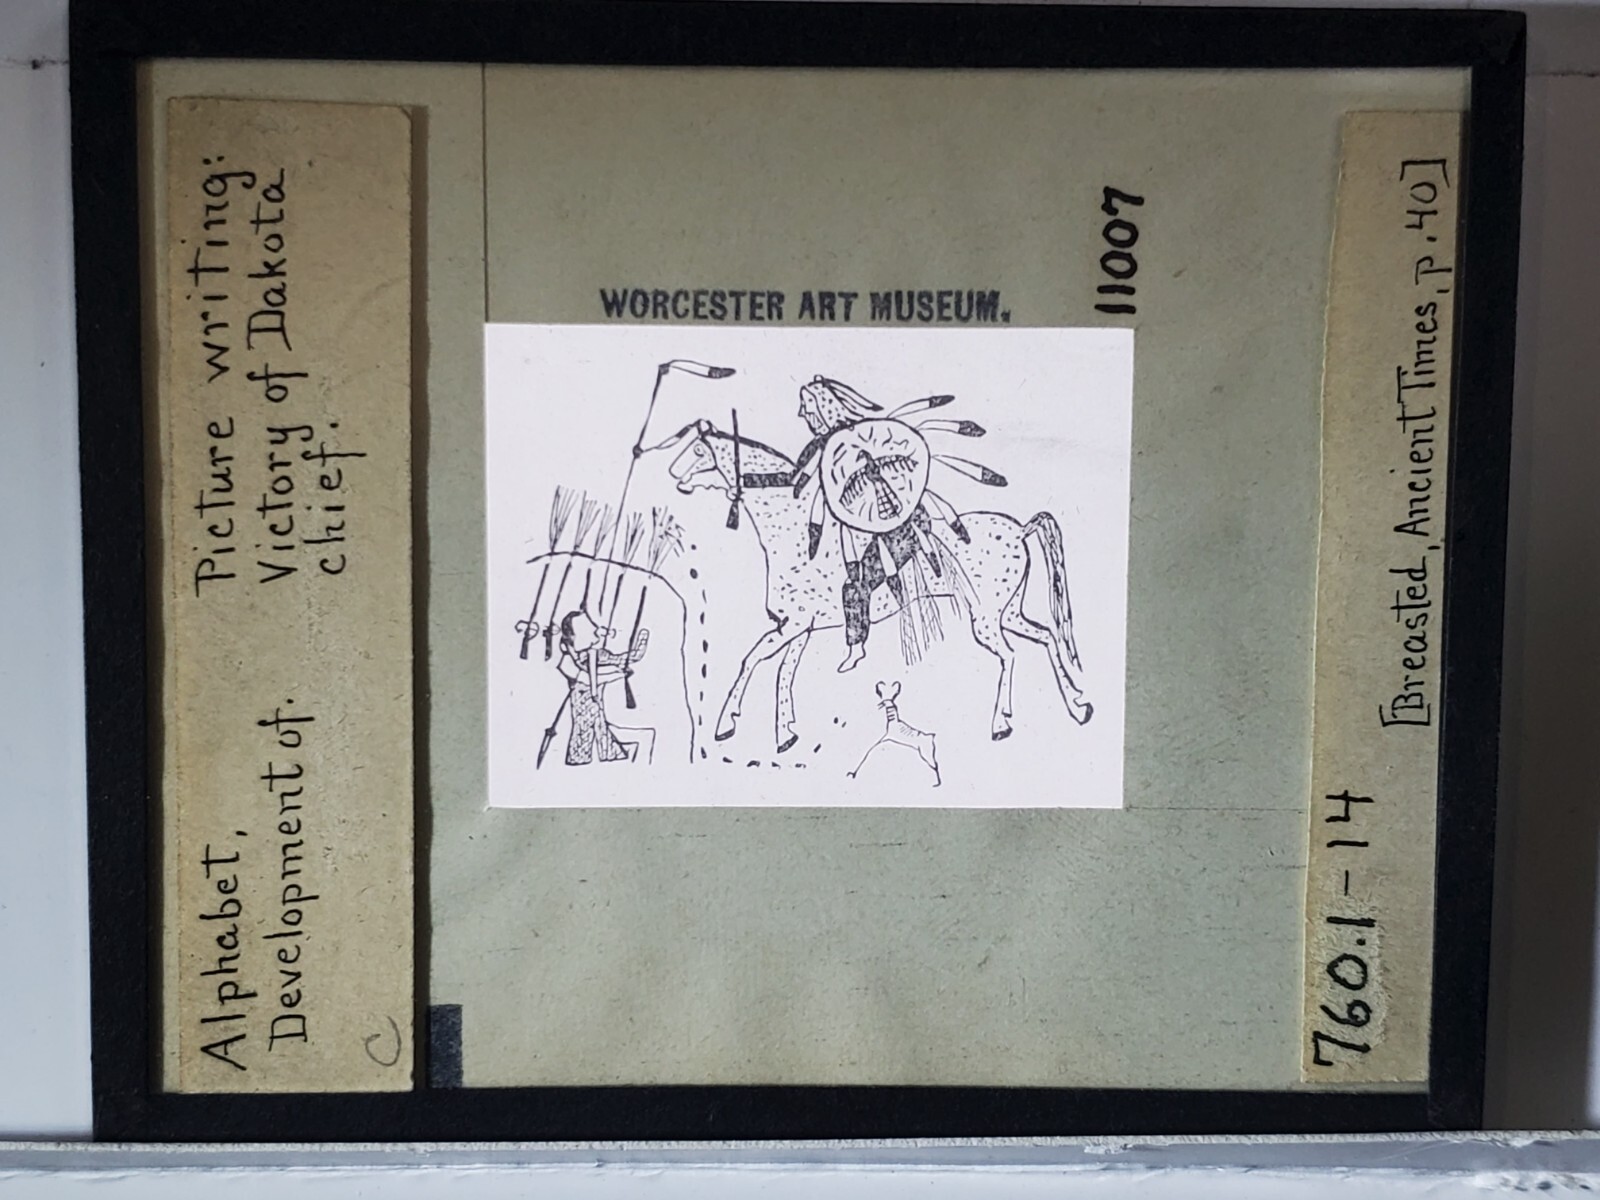 Alphabet,
Development of.
Picture writing:
Victory of Dakota
chief.
C
WORCESTER ART MUSEUM.
11007
760.1-14
[Breasted, Ancient Times, p. 40]